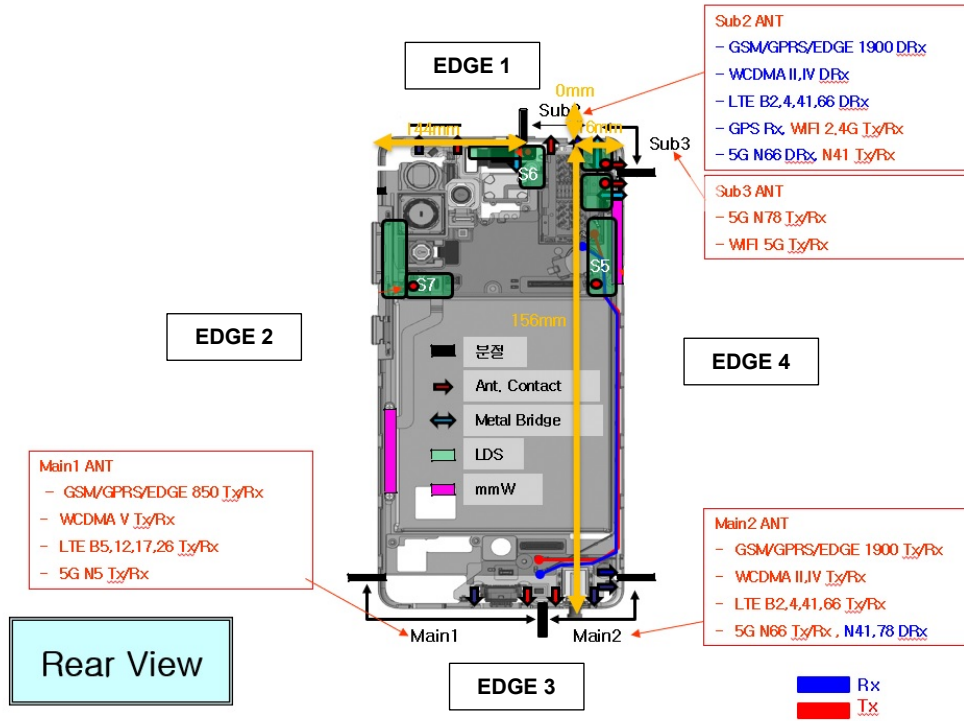 EDGE 1
Sub2 ANT
- GSM/GPRS/EDGE 1900 DRx
- WCDMA II,IV DRx
- LTE B2,4,41,66 DRx
- GPS Rx, WIFI 2,4G Tx/Rx
- 5G N66 DRx, N41 Tx/Rx
0mm
144mm
16mm
Sub3
S6
Sub3 ANT
- 5G N78 Tx/Rx
- WIFI 5G Tx/Rx
S5
S7
156mm
EDGE 2
EDGE 4
분절
Ant. Contact
Metal Bridge
LDS
mmW
Main1 ANT
- GSM/GPRS/EDGE 850 Tx/Rx
- WCDMA V Tx/Rx
- LTE B5,12,17,26 Tx/Rx
- 5G N5 Tx/Rx
Main2 ANT
- GSM/GPRS/EDGE 1900 Tx/Rx
- WCDMA II,IV Tx/Rx
- LTE B2,4,41,66 Tx/Rx
- 5G N66 Tx/Rx , N41,78 DRx
Main1
Main2
Rear View
EDGE 3
Rx
Tx